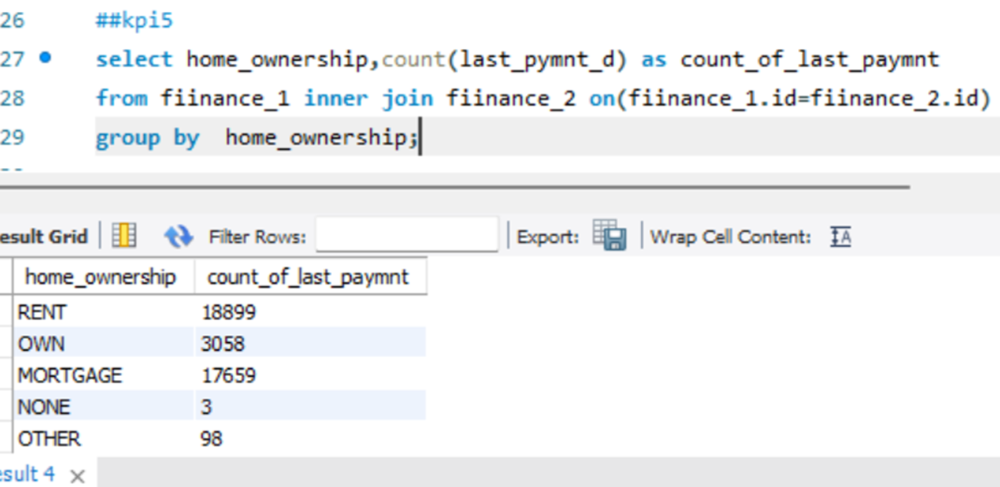 26 ##kpi5
27 select home_ownership,count(last_pymnt_d) as count_of_last_paymnt
28 from fiinance_1 inner join fiinance_2 on(fiinance_1.id=fiinance_2.id)
29 group by  home_ownership;
esult Grid Filter Rows: Export: Wrap Cell Content:
home_ownership count_of_last_paymnt
RENT 18899
OWN 3058
MORTGAGE 17659
NONE 3
OTHER 98
esult 4 ×